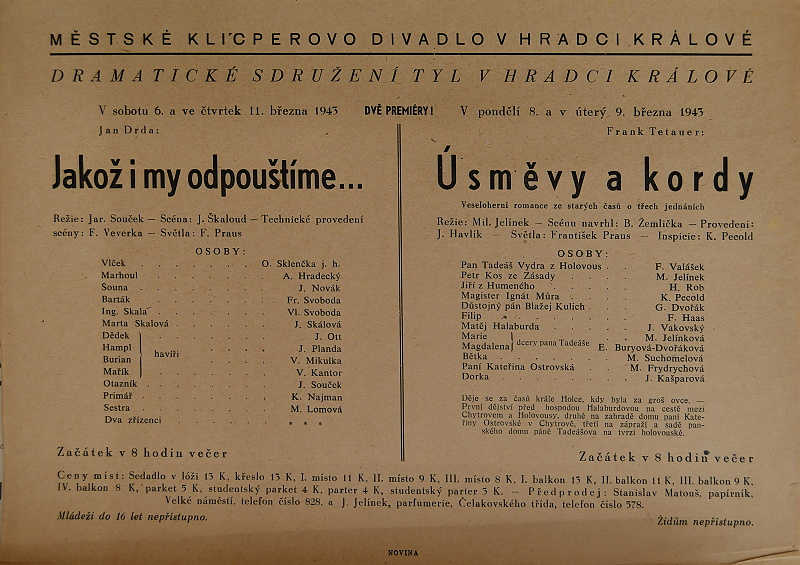 MĚSTSKÉ KLICPEROVO DIVADLO V HRADCI KRÁLOVÉ
DRAMATICKÉ SDRUŽENÍ TYL V HRADCI KRÁLOVÉ
V sobotu 6. a ve čtvrtek 11. března 1943
DVĚ PREMIÉRY!
V pondělí 8. a v úterý 9. března 1943
Jan Drda:
Jakož i my odpouštíme...
Režie: Jar. Souček — Scéna: J. Škaloud — Technické provedení
scény: F. Veverka — Světla: F. Praus
OSOBY:
Vlček . . . . . . O. Sklenčka j. h.
Marhoul . . . . . . A. Hradecký
Souna . . . . . . J. Novák
Barták . . . . . . Fr. Svoboda
Ing. Skala . . . . . . Vl. Svoboda
Marta Skalová . . . . . . J. Skálová
Dědek . . . . J. Ott
Hampl . . . . J. Planda
havíři
Burian . . . . V. Mikulka
Mařík . . . . V. Kantor
Otazník . . . . . . J. Souček
Primář . . . . . . K. Najman
Sestra . . . . . . M. Lomová
Dva zřízenci . . . . . . * * *
Začátek v 8 hodin večer
Frank Tetauer:
Úsměvy a kordy
Veseloherní romance ze starých časů o třech jednáních
Režie: Mil. Jelínek — Scénu navrhl: B. Žemlička — Provedení:
J. Havlík — Světla: František Praus — Inspicie: K. Pecold
OSOBY:
Pan Tadeáš Vydra z Holovous . . F. Valášek
Petr Kos ze Zásady . . . . M. Jelínek
Jiří z Humeného . . . . H. Rob
Magister Ignát Můra . . . . K. Pecold
Důstojný pán Blažej Kulich . . . G. Dvořák
Filip . . . . . . F. Haas
Matěj Halaburda . . . . J. Vakovský
Marie . . M. Jelínková
dcery pana Tadeáše
Magdalena E. Buryová-Dvořáková
Bětka . . . . . M. Suchomelová
Paní Kateřina Ostrovská . . . M. Frydrychová
Dorka . . . . . . J. Kašparová
Děje se za časů krále Holce, kdy byla za groš ovce, —
První dějství před hospodou Halaburdovou na cestě mezi
Chytrovem a Holovousy, druhé na zahradě domu paní Kate-
řiny Ostrovské v Chytrově, třetí na zápraží a sadě pan-
ského domu páně Tadeášova na tvrzi holovouské.
Začátek v 8 hodin večer
Ceny míst: Sedadlo v lóži 13 K, křeslo 13 K, I. místo 11 K, II. místo 9 K, III. místo 8 K, I. balkon 13 K, II. balkon 11 K, III. balkon 9 K,
IV. balkon 8 K, parket 5 K, studentský parket 4 K, parter 4 K, studentský parter 3 K. — Předprodej: Stanislav Matouš, papírník,
Velké náměstí, telefon číslo 828. a J. Jelínek, parfumerie, Čelakovského třída, telefon číslo 578.
Mládeži do 16 let nepřístupno.
Židům nepřístupno.
NOVINA